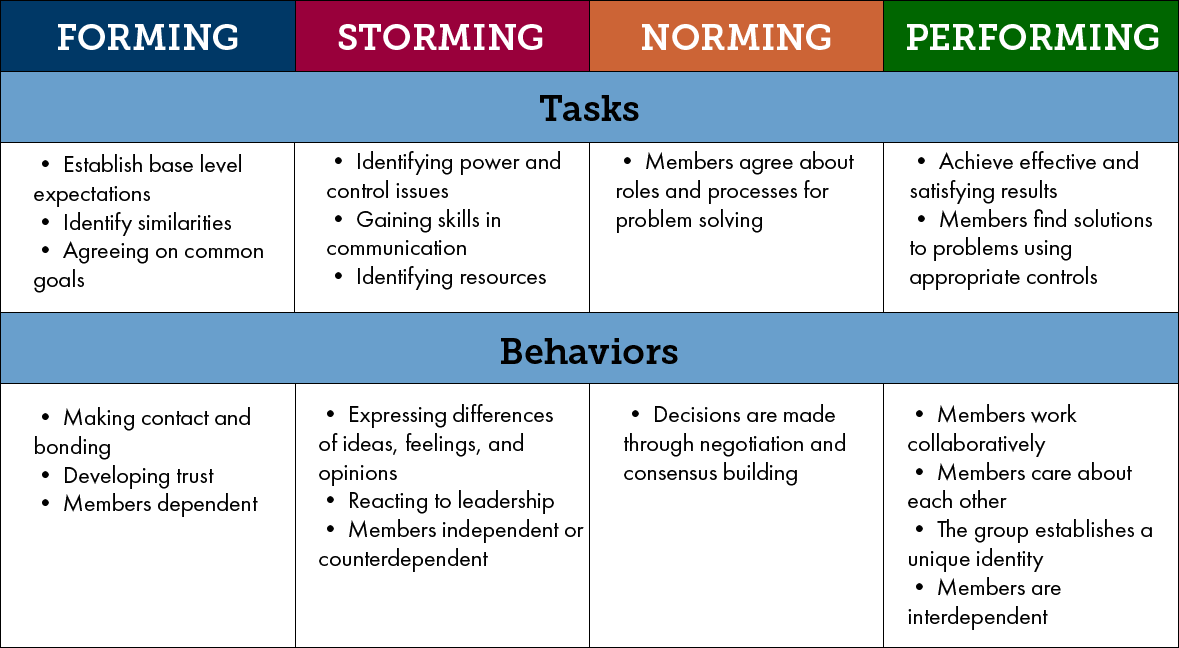 FORMING
STORMING
NORMING
PERFORMING
Tasks
• Establish base level
expectations
• Identify similarities
• Agreeing on common
goals
• Identifying power and
control issues
• Gaining skills in
communication
• Identifying resources
• Members agree about
roles and processes for
problem solving
• Achieve effective and
satisfying results
• Members find solutions
to problems using
appropriate controls
Behaviors
• Making contact and
bonding
• Developing trust
• Members dependent
• Expressing differences
of ideas, feelings, and
opinions
• Reacting to leadership
• Members independent or
counterdependent
• Decisions are made
through negotiation and
consensus building
• Members work
collaboratively
• Members care about
each other
• The group establishes a
unique identity
• Members are
interdependent